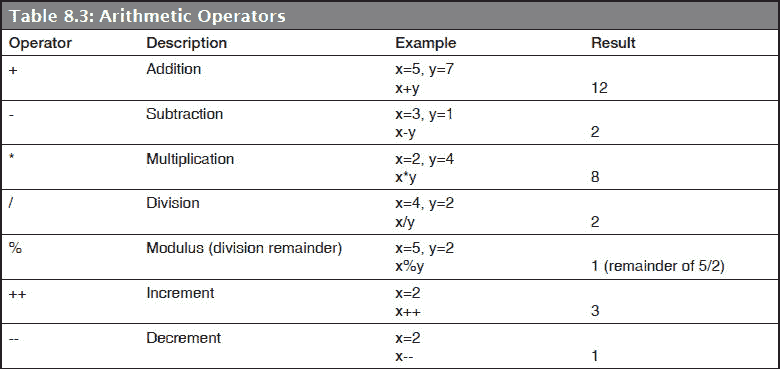 Table 8.3: Arithmetic Operators
Operator Description Example Result
+ Addition x=5, y=7
x+y 12
- Subtraction x=3, y=1
x-y 2
* Multiplication x=2, y=4
x*y 8
/ Division x=4, y=2
x/y 2
% Modulus (division remainder) x=5, y=2
x%y 1 (remainder of 5/2)
++ Increment x=2
x++ 3
-- Decrement x=2
x-- 1